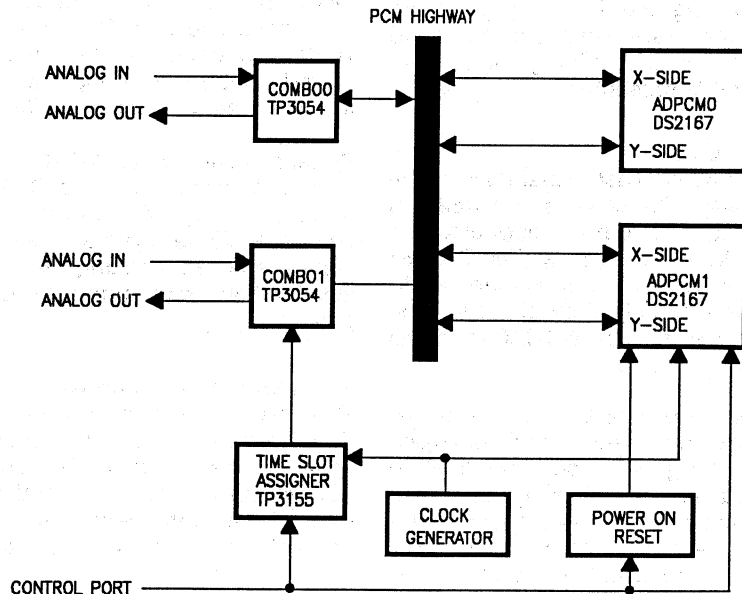 PCM HIGHWAY
ANALOG IN
ANALOG OUT
COMBO0
TP3054
X-SIDE
ADPCM0
DS2167
Y-SIDE
ANALOG IN
ANALOG OUT
COMBO1
TP3054
X-SIDE
ADPCM1
DS2167
Y-SIDE
TIME SLOT
ASSIGNER
TP3155
CLOCK
GENERATOR
POWER ON
RESET
CONTROL PORT